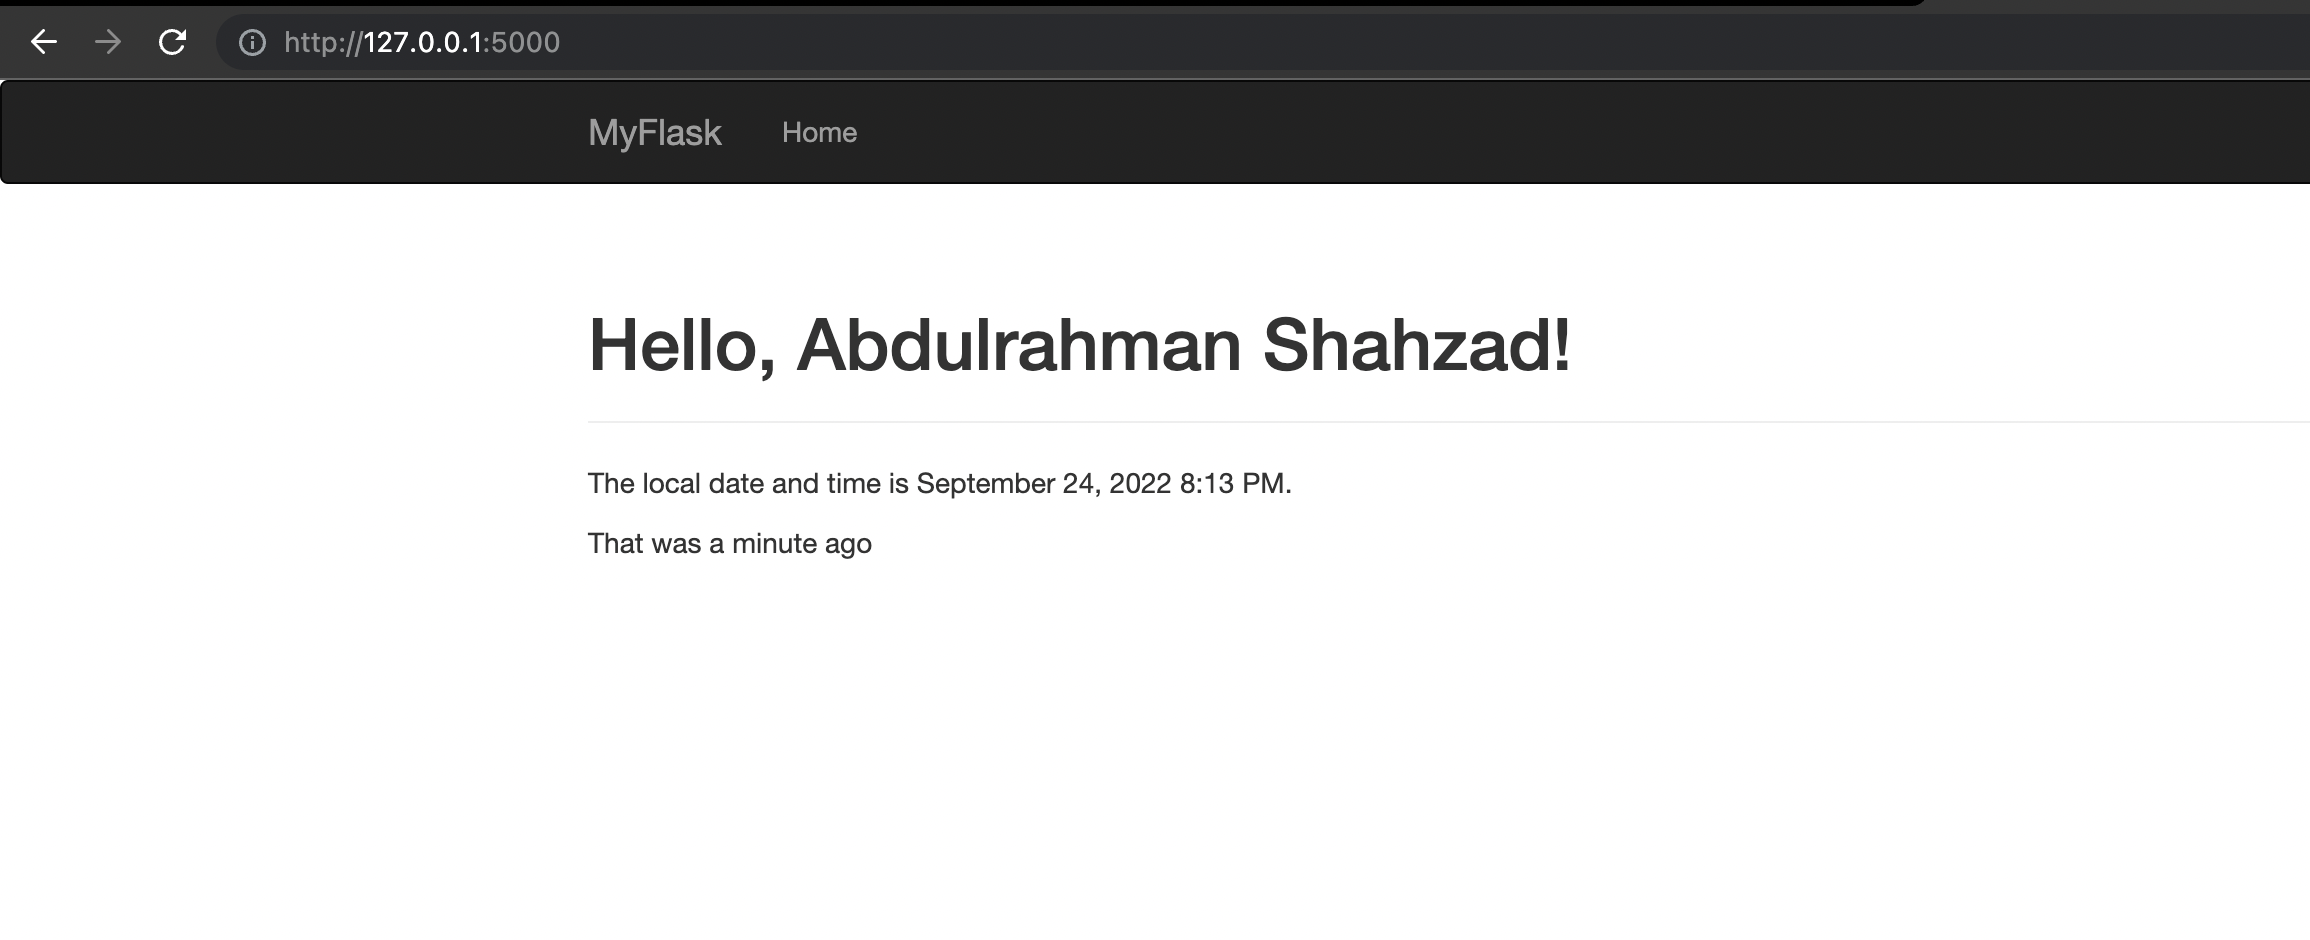 http://127.0.0.1:5000
MyFlask Home
Hello, Abdulrahman Shahzad!
The local date and time is September 24, 2022 8:13 PM.
That was a minute ago